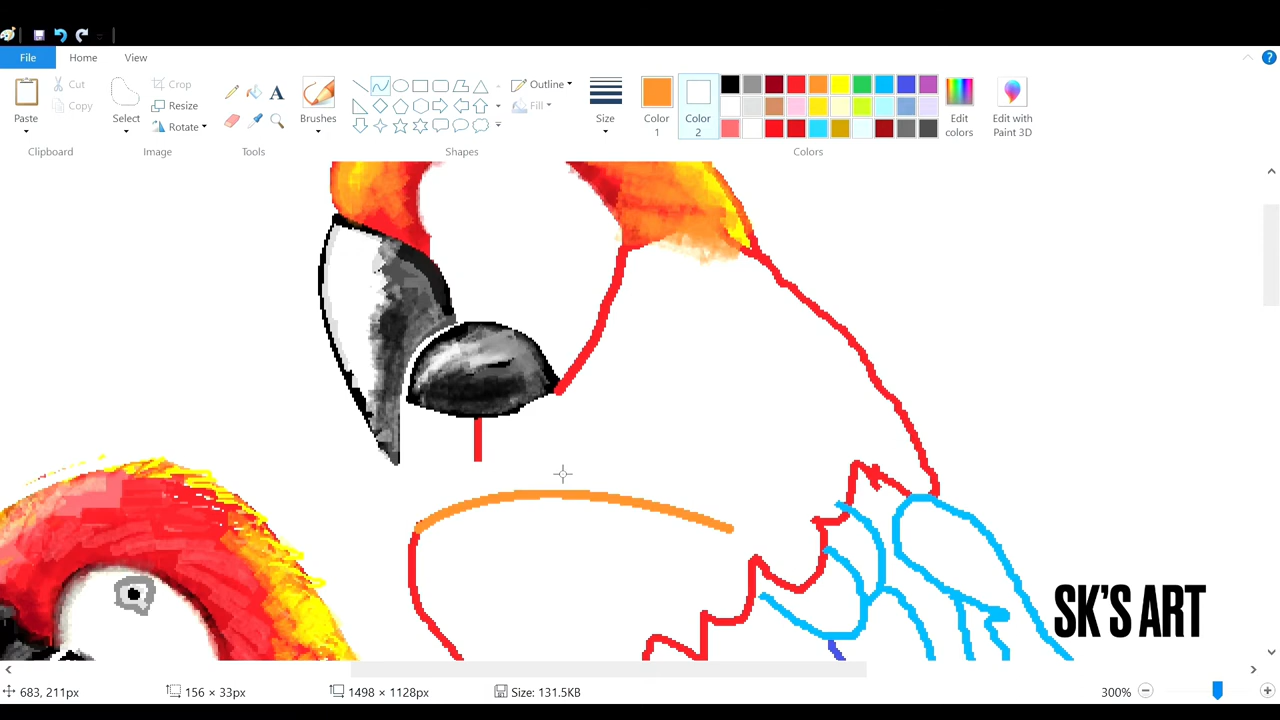 File Home View
Paste Cut Copy Select Crop Resize Rotate A Brushes Outline Fill Size Color 1 Color 2 Edit colors Edit with Paint 3D
Clipboard Image Tools Shapes Colors
SK'S ART
683, 211px 156 × 33px 1498 × 1128px Size: 131.5KB 300%